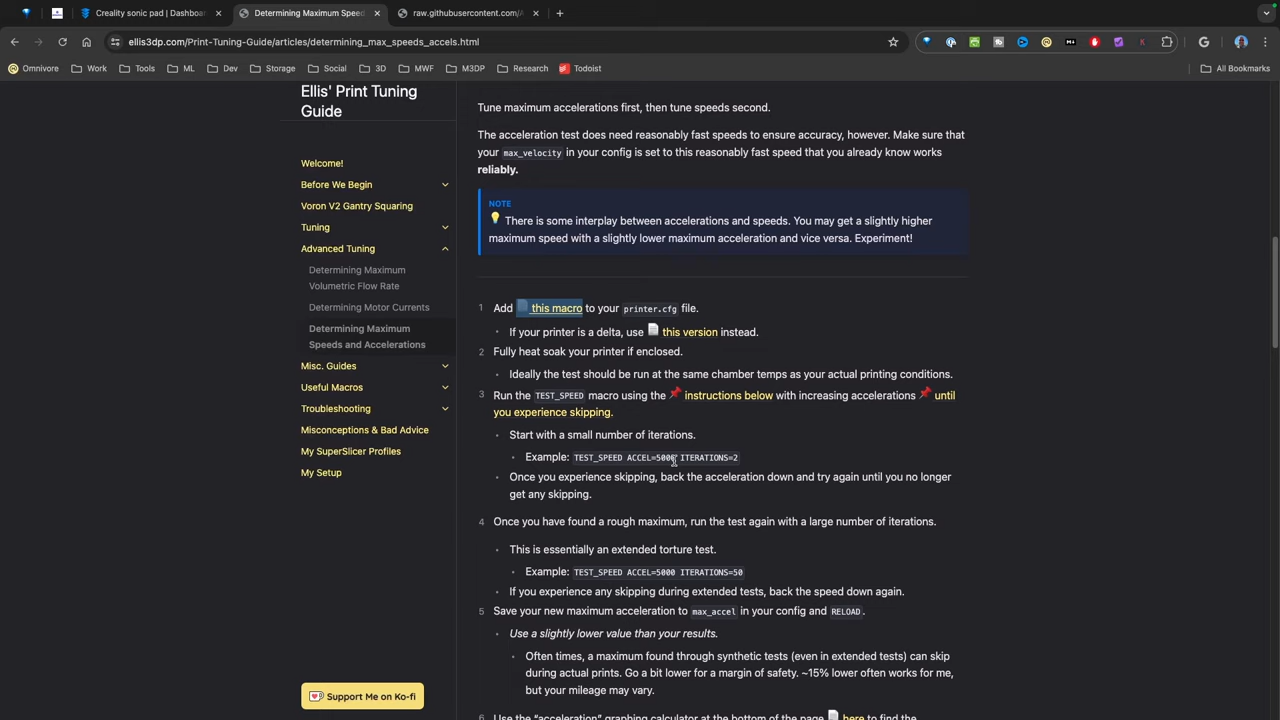 Creality sonic pad | Dashboar
Determining Maximum Speed
raw.githubusercontent.com/A
ellis3dp.com/Print-Tuning-Guide/articles/determining_max_speeds_accels.html
Omnivore Work Tools ML Dev Storage Social 3D MWF M3DP Research Todoist All Bookmarks
Ellis' Print Tuning
Guide
Welcome!
Before We Begin
Voron V2 Gantry Squaring
Tuning
Advanced Tuning
Determining Maximum
Volumetric Flow Rate
Determining Motor Currents
Determining Maximum
Speeds and Accelerations
Misc. Guides
Useful Macros
Troubleshooting
Misconceptions & Bad Advice
My SuperSlicer Profiles
My Setup
Support Me on Ko-fi
Tune maximum accelerations first, then tune speeds second.
The acceleration test does need reasonably fast speeds to ensure accuracy, however. Make sure that
your max_velocity in your config is set to this reasonably fast speed that you already know works
reliably.
NOTE
💡 There is some interplay between accelerations and speeds. You may get a slightly higher
maximum speed with a slightly lower maximum acceleration and vice versa. Experiment!
1 Add this macro to your printer.cfg file.
• If your printer is a delta, use this version instead.
2 Fully heat soak your printer if enclosed.
• Ideally the test should be run at the same chamber temps as your actual printing conditions.
3 Run the TEST_SPEED macro using the 📌 instructions below with increasing accelerations 📌 until
you experience skipping.
• Start with a small number of iterations.
• Example: TEST_SPEED ACCEL=5000 ITERATIONS=2
• Once you experience skipping, back the acceleration down and try again until you no longer
get any skipping.
4 Once you have found a rough maximum, run the test again with a large number of iterations.
• This is essentially an extended torture test.
• Example: TEST_SPEED ACCEL=5000 ITERATIONS=50
• If you experience any skipping during extended tests, back the speed down again.
5 Save your new maximum acceleration to max_accel in your config and RELOAD.
• Use a slightly lower value than your results.
• Often times, a maximum found through synthetic tests (even in extended tests) can skip
during actual prints. Go a bit lower for a margin of safety. ~15% lower often works for me,
but your mileage may vary.
6 Use the “acceleration” graphing calculator at the bottom of the page here to find the